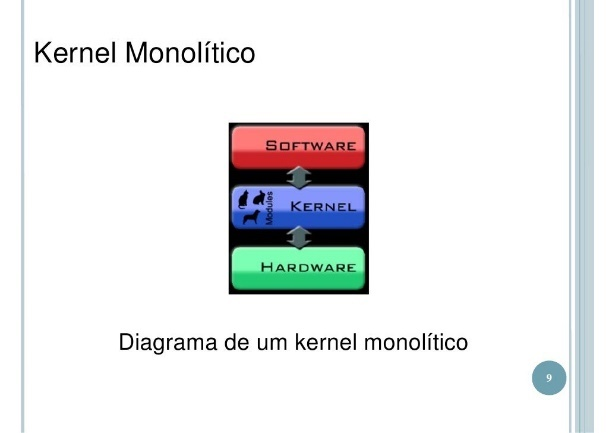 Kernel Monolítico
SOFTWARE
Modules
KERNEL
HARDWARE
Diagrama de um kernel monolítico
9